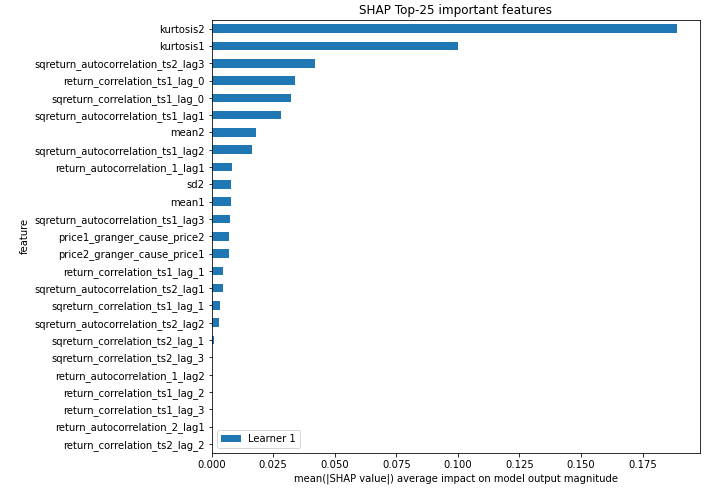 SHAP Top-25 important features
kurtosis2
kurtosis1
sqreturn_autocorrelation_ts2_lag3
return_correlation_ts1_lag_0
sqreturn_correlation_ts1_lag_0
sqreturn_autocorrelation_ts1_lag1
mean2
sqreturn_autocorrelation_ts1_lag2
return_autocorrelation_1_lag1
sd2
mean1
sqreturn_autocorrelation_ts1_lag3
price1_granger_cause_price2
price2_granger_cause_price1
return_correlation_ts1_lag_1
sqreturn_autocorrelation_ts2_lag1
sqreturn_correlation_ts1_lag_1
sqreturn_autocorrelation_ts2_lag2
sqreturn_correlation_ts2_lag_1
sqreturn_correlation_ts2_lag_3
return_autocorrelation_1_lag2
return_correlation_ts1_lag_2
return_correlation_ts1_lag_3
return_autocorrelation_2_lag1
return_correlation_ts2_lag_2
feature
Learner 1
0.000 0.025 0.050 0.075 0.100 0.125 0.150 0.175
mean(|SHAP value|) average impact on model output magnitude